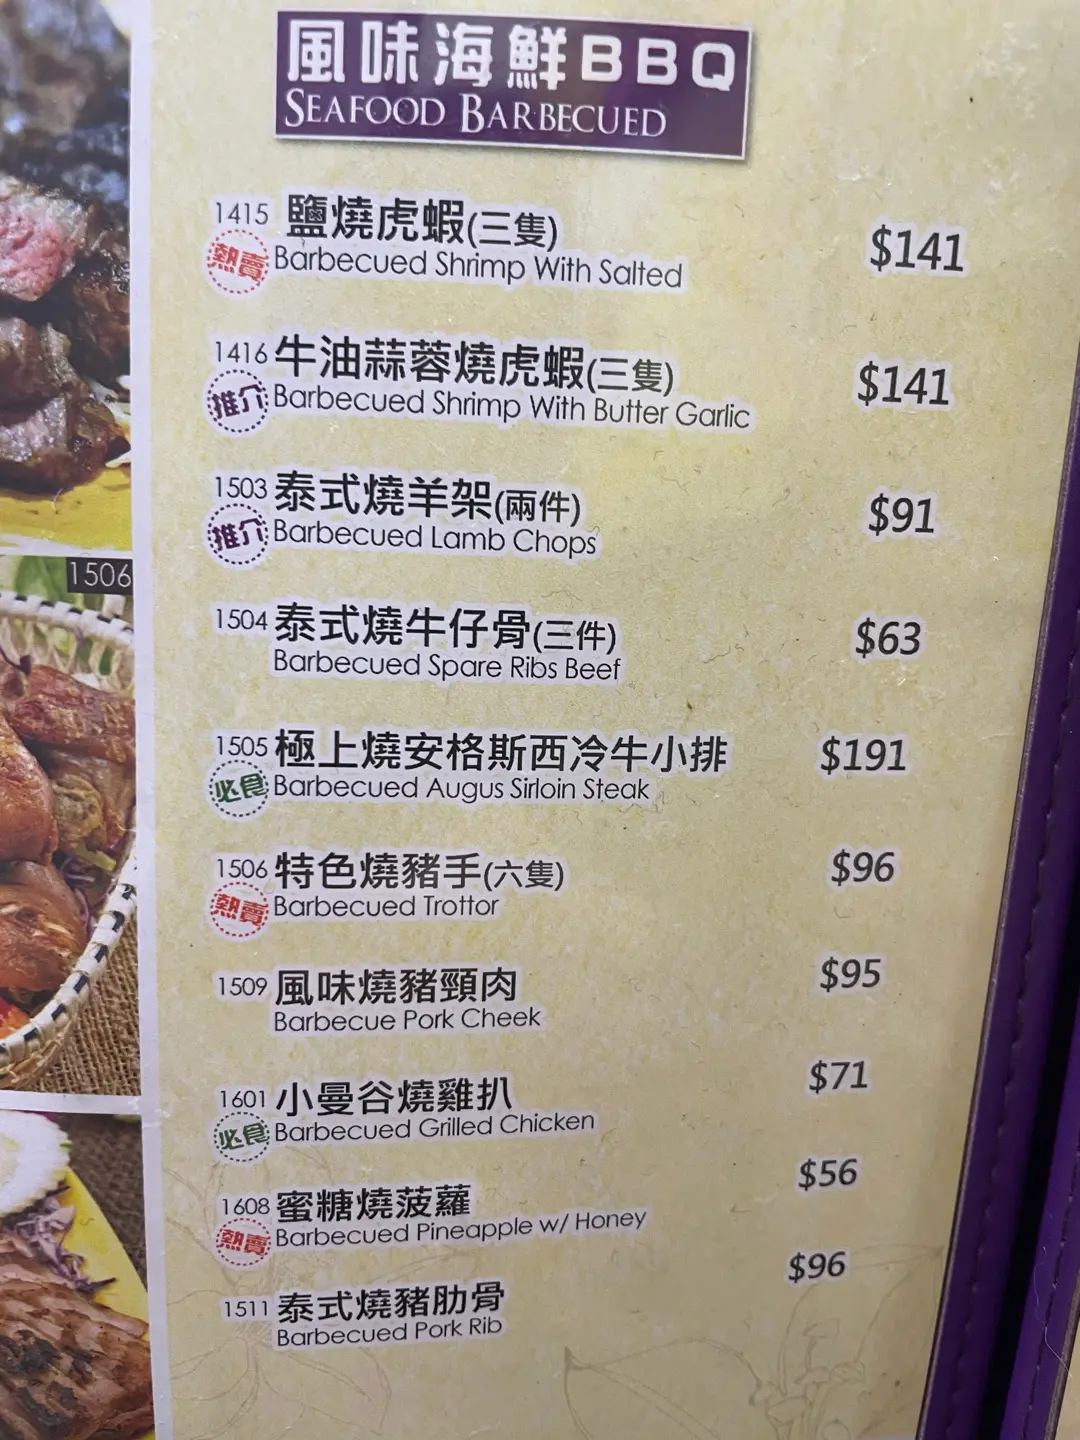 風味海鮮BBQ
SEAFOOD BARBECUED
1415 鹽燒虎蝦(三隻) $141
熱賣 Barbecued Shrimp With Salted
1416 牛油蒜蓉燒虎蝦(三隻) $141
推介 Barbecued Shrimp With Butter Garlic
1503 泰式燒羊架(兩件) $91
推介 Barbecued Lamb Chops
1506
1504 泰式燒牛仔骨(三件) $63
Barbecued Spare Ribs Beef
1505 極上燒安格斯西冷牛小排 $191
必食 Barbecued Augus Sirloin Steak
1506 特色燒豬手(六隻) $96
熱賣 Barbecued Trottor
1509 風味燒豬頸肉 $95
Barbecue Pork Cheek
1601 小曼谷燒雞扒 $71
必食 Barbecued Grilled Chicken
1608 蜜糖燒菠蘿 $56
熱賣 Barbecued Pineapple w/ Honey
1511 泰式燒豬肋骨 $96
Barbecued Pork Rib